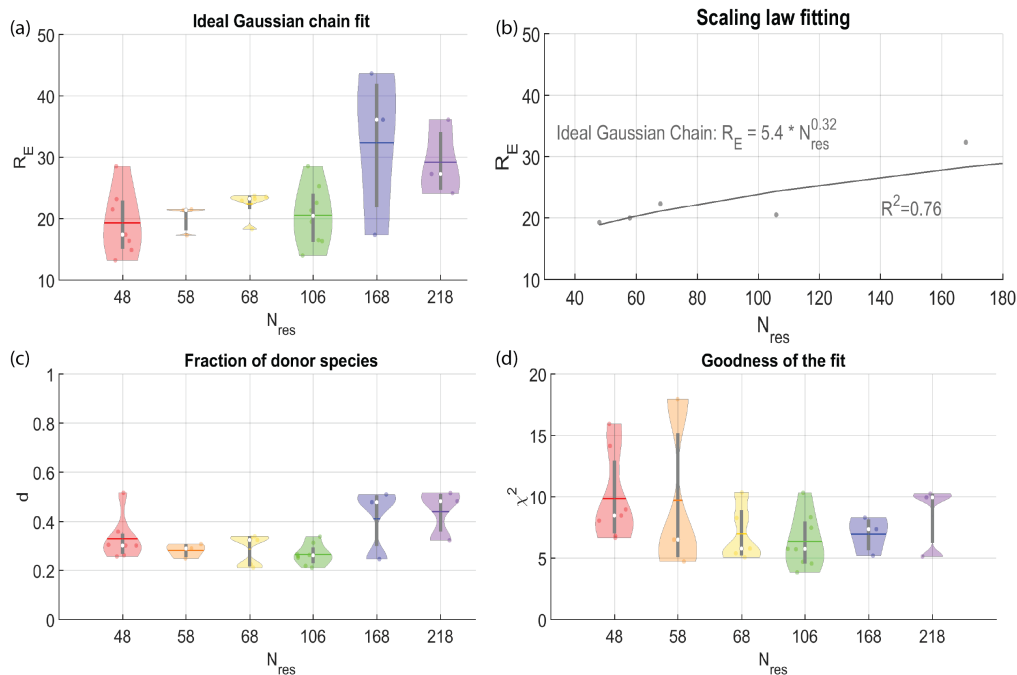 (a)
Ideal Gaussian chain fit
50
40
30
20
10
R_E
48 58 68 106 168 218
N_res
(b)
Scaling law fitting
50
40
30
20
10
R_E
Ideal Gaussian Chain: R_E = 5.4 * N_res^0.32
R^2=0.76
40 60 80 100 120 140 160 180
N_res
(c)
Fraction of donor species
1
0.8
0.6
0.4
0.2
0
d
48 58 68 106 168 218
N_res
(d)
Goodness of the fit
20
15
10
5
0
χ^2
48 58 68 106 168 218
N_res